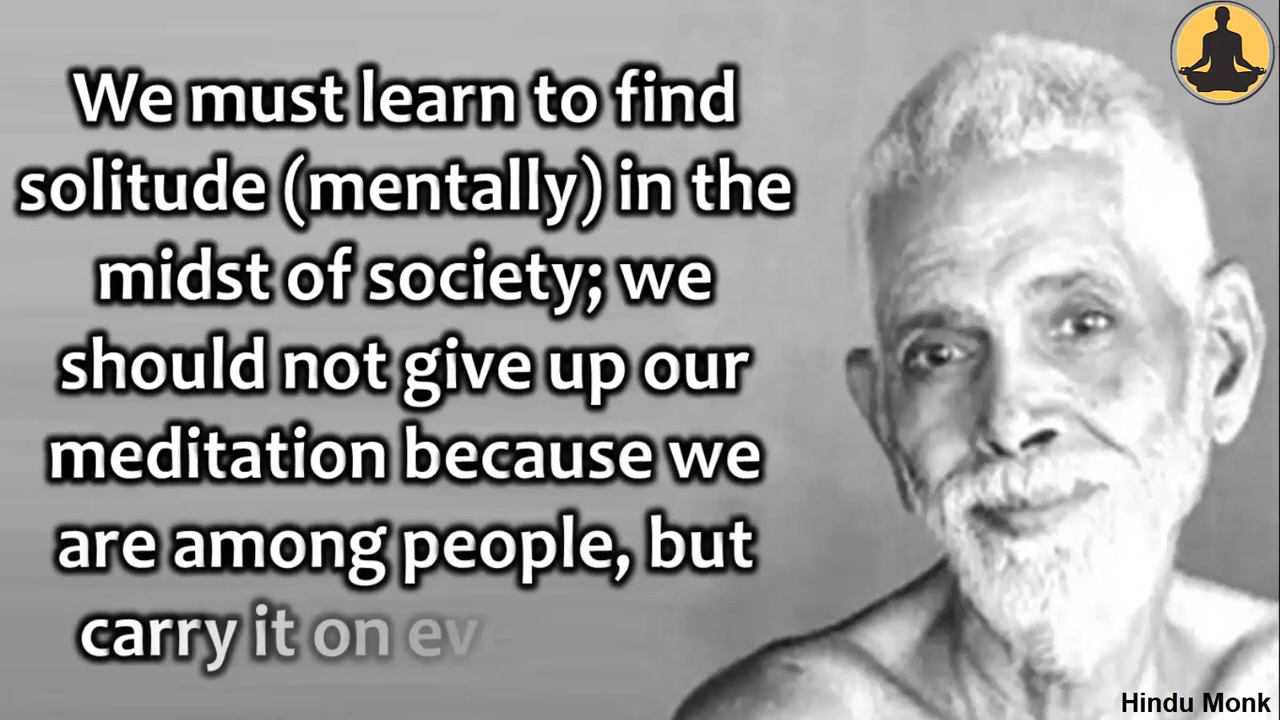 We must learn to find
solitude (mentally) in the
midst of society; we
should not give up our
meditation because we
are among people, but
carry it on ev
Hindu Monk